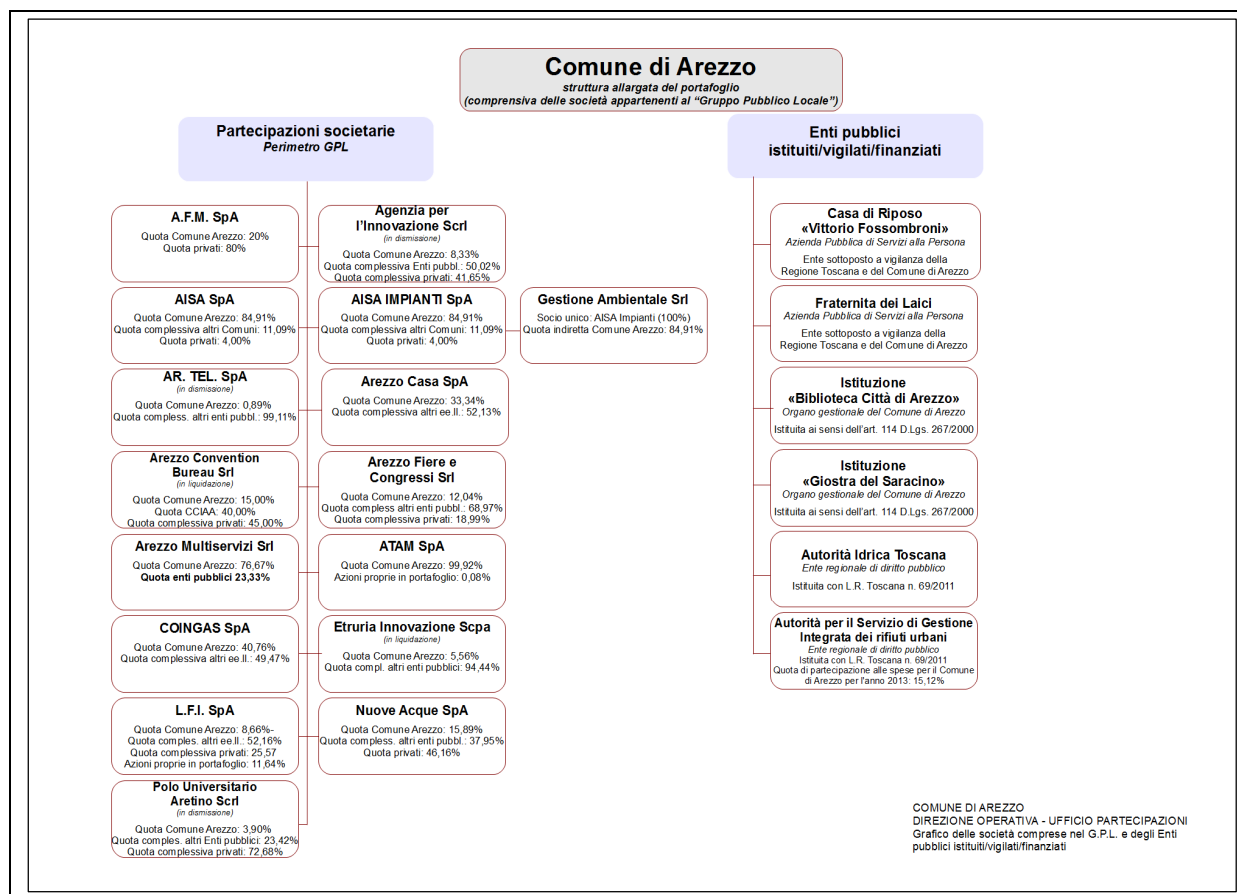 Comune di Arezzo
struttura allargata del portafoglio
(comprensiva delle società appartenenti al “Gruppo Pubblico Locale”)
Partecipazioni societarie
Perimetro GPL
Enti pubblici
istituiti/vigilati/finanziati
A.F.M. SpA
Quota Comune Arezzo: 20%
Quota privati: 80%
Agenzia per
l’Innovazione Scrl
(in dismissione)
Quota Comune Arezzo: 8,33%
Quota complessiva Enti pubbl.: 50,02%
Quota complessiva privati: 41,65%
AISA SpA
Quota Comune Arezzo: 84,91%
Quota complessiva altri Comuni: 11,09%
Quota privati: 4,00%
AISA IMPIANTI SpA
Quota Comune Arezzo: 84,91%
Quota complessiva altri Comuni: 11,09%
Quota privati: 4,00%
Gestione Ambientale Srl
Socio unico: AISA Impianti (100%)
Quota indiretta Comune Arezzo: 84,91%
AR. TEL. SpA
(in dismissione)
Quota Comune Arezzo: 0,89%
Quota compless. altri enti pubbl.: 99,11%
Arezzo Casa SpA
Quota Comune Arezzo: 33,34%
Quota complessiva altri ee.ll.: 52,13%
Arezzo Convention
Bureau Srl
(in liquidazione)
Quota Comune Arezzo: 15,00%
Quota CCIAA: 40,00%
Quota complessiva privati: 45,00%
Arezzo Fiere e
Congressi Srl
Quota Comune Arezzo: 12,04%
Quota compless altri enti pubbl.: 68,97%
Quota complessiva privati: 18,99%
Arezzo Multiservizi Srl
Quota Comune Arezzo: 76,67%
Quota enti pubblici 23,33%
ATAM SpA
Quota Comune Arezzo: 99,92%
Azioni proprie in portafoglio: 0,08%
COINGAS SpA
Quota Comune Arezzo: 40,76%
Quota complessiva altri ee.ll.: 49,47%
Etruria Innovazione Scpa
(in liquidazione)
Quota Comune Arezzo: 5,56%
Quota compl. altri enti pubblici: 94,44%
L.F.I. SpA
Quota Comune Arezzo: 8,66%-
Quota comples. altri ee.ll.: 52,16%
Quota complessiva privati: 25,57
Azioni proprie in portafoglio: 11,64%
Nuove Acque SpA
Quota Comune Arezzo: 15,89%
Quota compless. altri enti pubbl.: 37,95%
Quota privati: 46,16%
Polo Universitario
Aretino Scrl
(in dismissione)
Quota Comune Arezzo: 3,90%
Quota comples. altri Enti pubblici: 23,42%
Quota complessiva privati: 72,68%
Casa di Riposo
«Vittorio Fossombroni»
Azienda Pubblica di Servizi alla Persona
Ente sottoposto a vigilanza della
Regione Toscana e del Comune di Arezzo
Fraternita dei Laici
Azienda Pubblica di Servizi alla Persona
Ente sottoposto a vigilanza della
Regione Toscana e del Comune di Arezzo
Istituzione
«Biblioteca Città di Arezzo»
Organo gestionale del Comune di Arezzo
Istituita ai sensi dell’art. 114 D.Lgs. 267/2000
Istituzione
«Giostra del Saracino»
Organo gestionale del Comune di Arezzo
Istituita ai sensi dell’art. 114 D.Lgs. 267/2000
Autorità Idrica Toscana
Ente regionale di diritto pubblico
Istituita con L.R. Toscana n. 69/2011
Autorità per il Servizio di Gestione
Integrata dei rifiuti urbani
Ente regionale di diritto pubblico
Istituita con L.R. Toscana n. 69/2011
Quota di partecipazione alle spese per il Comune
di Arezzo per l'anno 2013: 15,12%
COMUNE DI AREZZO
DIREZIONE OPERATIVA - UFFICIO PARTECIPAZIONI
Grafico delle società comprese nel G.P.L. e degli Enti
pubblici istituiti/vigilati/finanziati